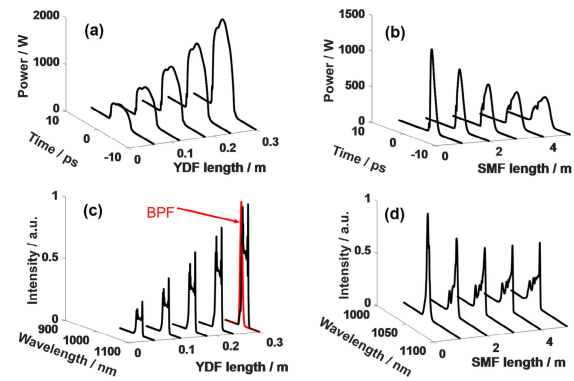 (a)
Power / W
2000
1000
0
10
0
-10
Time / ps
0
0.1
0.2
0.3
YDF length / m
(b)
Power / W
1500
1000
500
0
10
0
-10
Time / ps
0
2
4
SMF length / m
(c)
BPF
Intensity / a.u.
1
0.5
0
900
1000
1100
Wavelength / nm
0
0.1
0.2
0.3
YDF length / m
(d)
Intensity / a.u.
1
0.5
0
1000
1050
1100
Wavelength / nm
0
2
4
SMF length / m